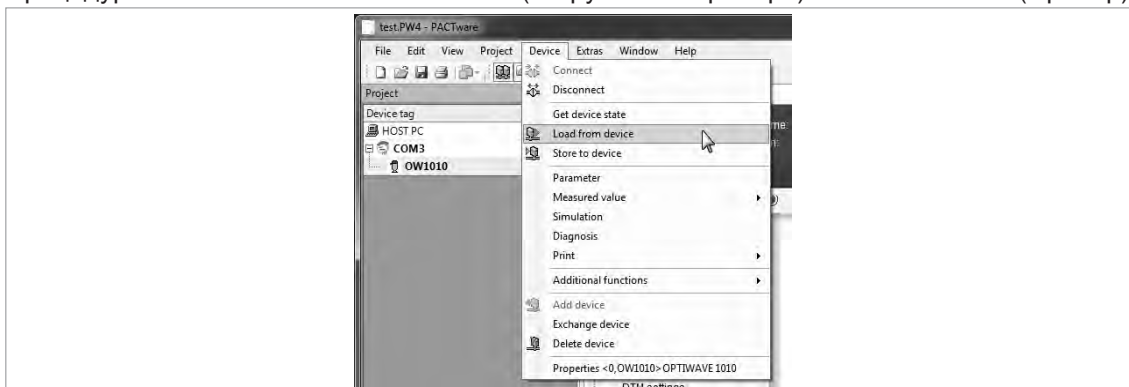 test.PW4 - PACTware
File Edit View Project Device Extras Window Help
Project
Device tag
HOST PC
COM3
OW1010
Connect
Disconnect
Get device state
Load from device
Store to device
Parameter
Measured value
Simulation
Diagnosis
Print
Additional functions
Add device
Exchange device
Delete device
Properties <0,OW1010> OPTIWAVE 1010